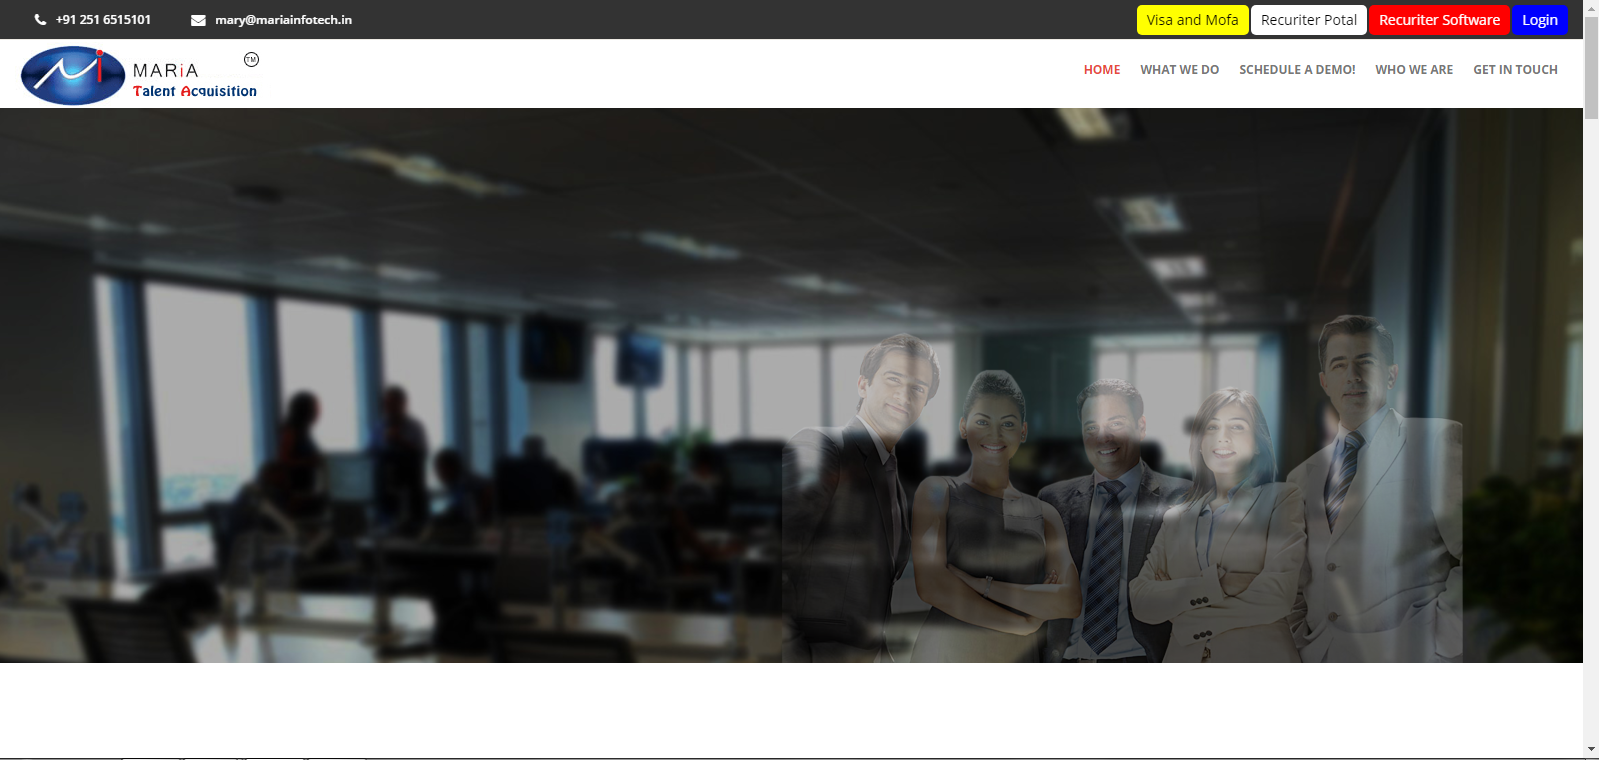 +91 251 6515101
mary@mariainfotech.in
Visa and Mofa
Recuriter Potal
Recuriter Software
Login
MARiA
TM
Talent Acquisition
HOME
WHAT WE DO
SCHEDULE A DEMO!
WHO WE ARE
GET IN TOUCH